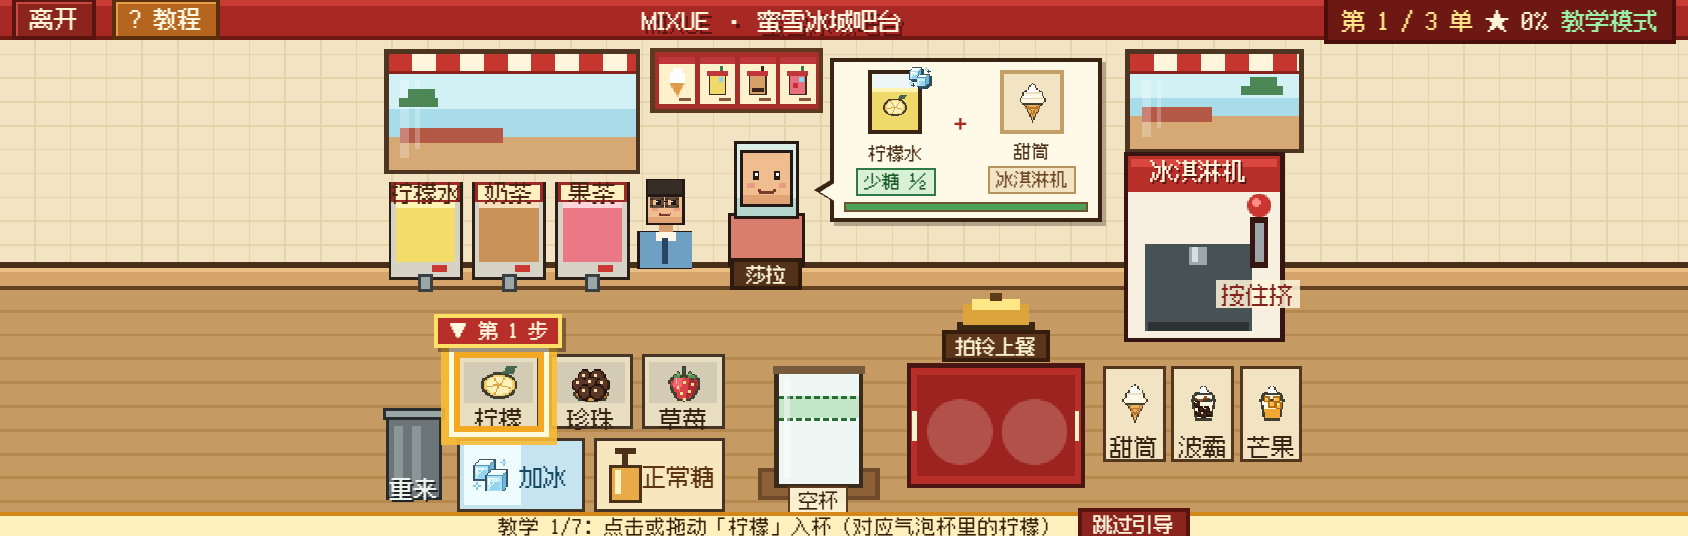 离开
? 教程
MIXUE · 蜜雪冰城吧台
第 1 / 3 单 ★ 0% 教学模式
柠檬水
+
甜筒
少糖 ½
冰淇淋机
冰淇淋机
柠檬水
奶茶
果茶
莎拉
按住挤
▼ 第 1 步
拍铃上餐
柠檬
珍珠
草莓
甜筒
波霸
芒果
重来
加冰
正常糖
空杯
教学 1/7: 点击或拖动「柠檬」入杯（对应气泡杯里的柠檬）
跳过引导